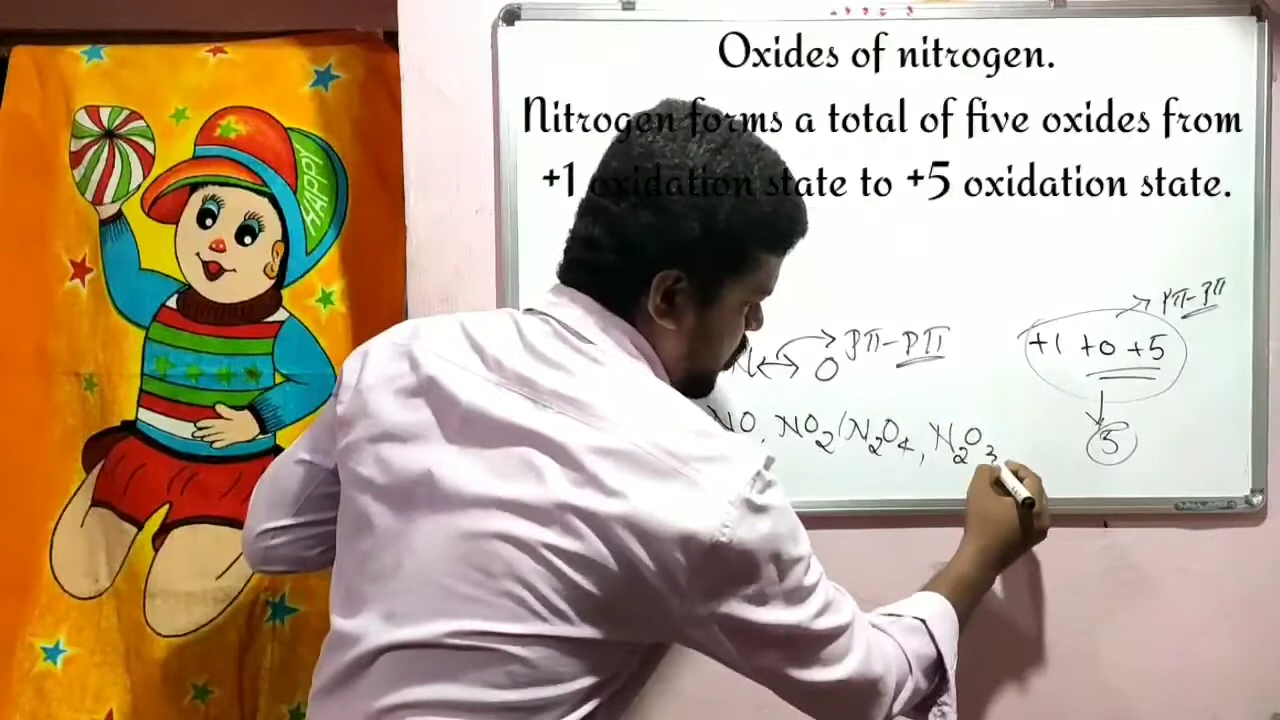 Oxides of nitrogen.
Nitrogen forms a total of five oxides from
+1 oxidation state to +5 oxidation state.
HAPPY
pπ-pπ
+1 +0 +5
N ↔ O pπ-pπ
NO, NO2/N2O4, N2O3
5